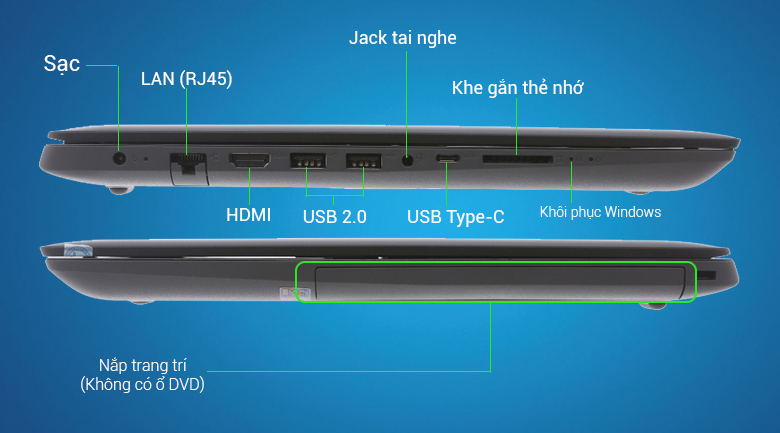 Jack tai nghe
Sạc
LAN (RJ45)
Khe gắn thẻ nhớ
HDMI
USB 2.0
USB Type-C
Khôi phục Windows
Nắp trang trí
(Không có ổ DVD)